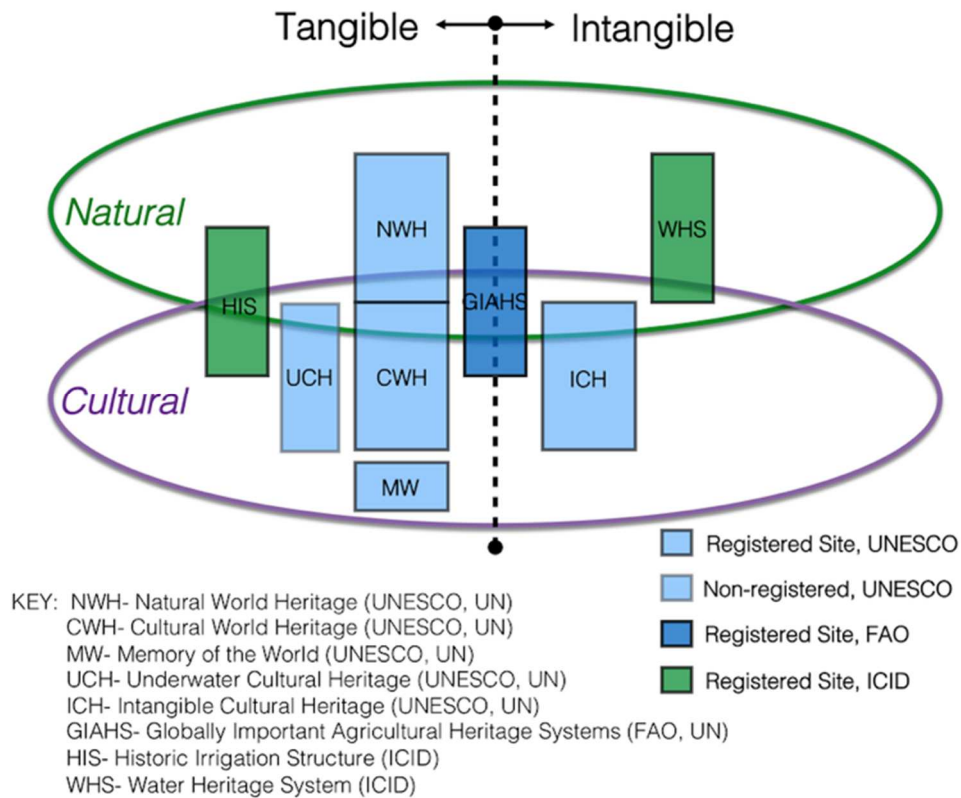 Tangible Intangible
Natural
NWH
WHS
HIS
GIAHS
UCH
CWH
ICH
Cultural
MW
Registered Site, UNESCO
Non-registered, UNESCO
Registered Site, FAO
Registered Site, ICID
KEY: NWH- Natural World Heritage (UNESCO, UN)
CWH- Cultural World Heritage (UNESCO, UN)
MW- Memory of the World (UNESCO, UN)
UCH- Underwater Cultural Heritage (UNESCO, UN)
ICH- Intangible Cultural Heritage (UNESCO, UN)
GIAHS- Globally Important Agricultural Heritage Systems (FAO, UN)
HIS- Historic Irrigation Structure (ICID)
WHS- Water Heritage System (ICID)